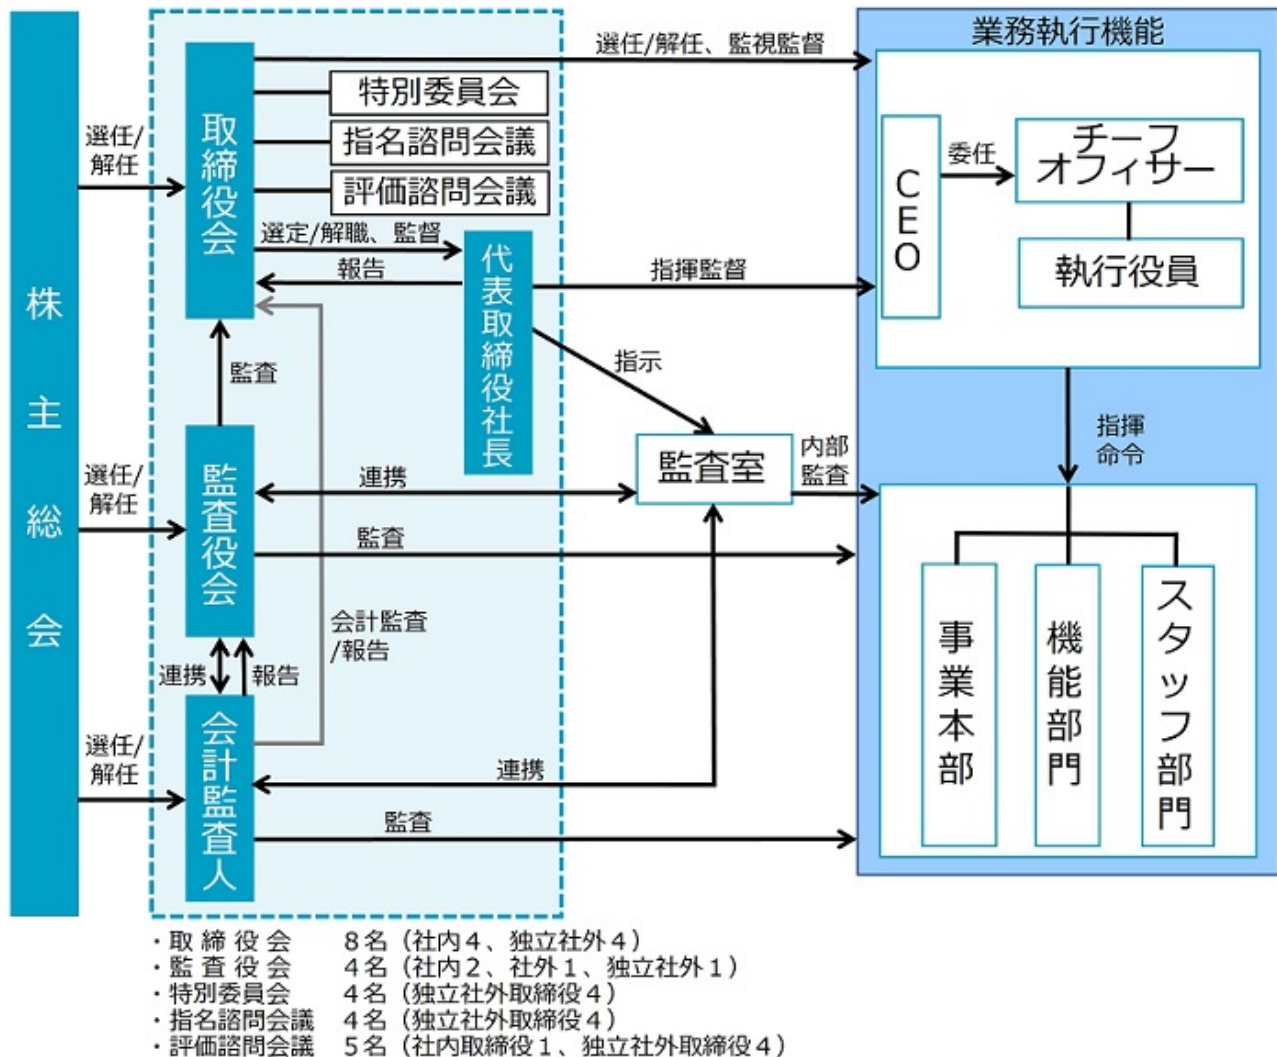 業務執行機能
選任/解任、監視監督
特別委員会
指名諮問会議
評価諮問会議
選任/
解任
取締役会
選定/解職、監督
報告
代表取締役社長
指揮監督
CEO
委任
チーフ
オフィサー
執行役員
株主総会
監査
指示
指揮
命令
選任/
解任
監査役会
連携
監査室
内部
監査
監査
会計監査
/報告
連携
報告
事業本部
機能部門
スタッフ部門
選任/
解任
会計監査人
連携
監査
・取締役会 8名（社内4、独立社外4）
・監査役会 4名（社内2、社外1、独立社外1）
・特別委員会 4名（独立社外取締役4）
・指名諮問会議 4名（独立社外取締役4）
・評価諮問会議 5名（社内取締役1、独立社外取締役4）